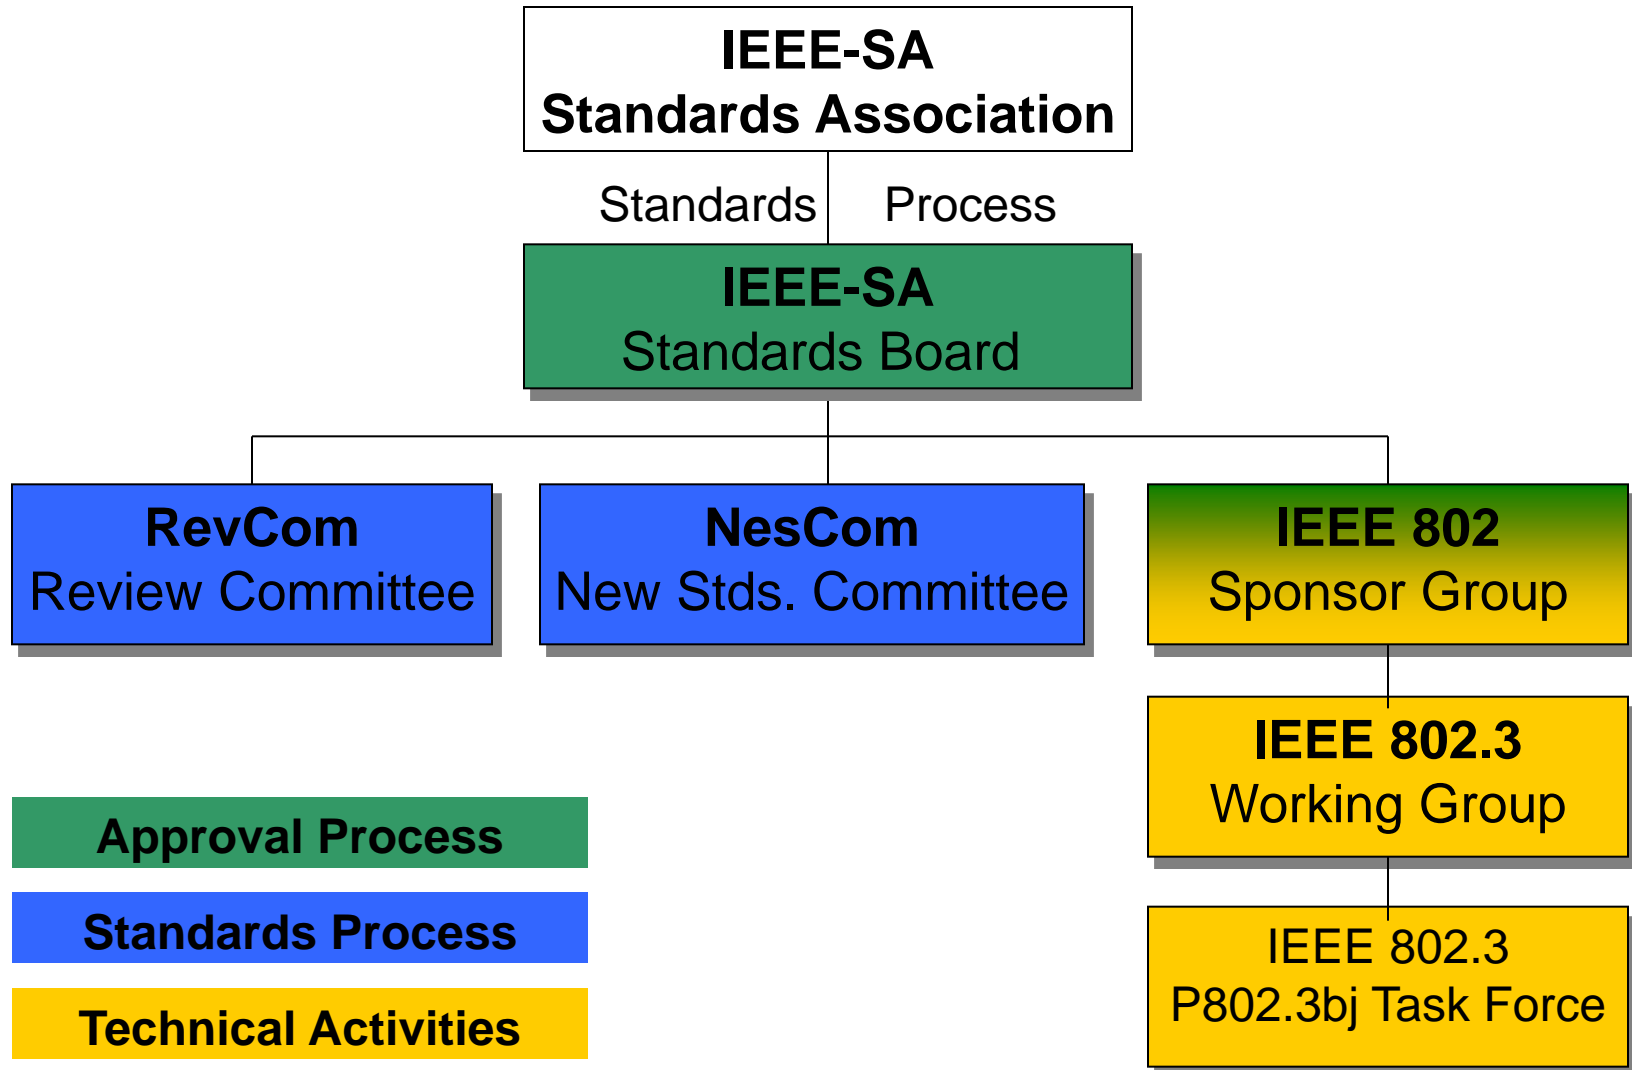 IEEE-SA
Standards Association
Standards Process
IEEE-SA
Standards Board
RevCom
Review Committee
NesCom
New Stds. Committee
IEEE 802
Sponsor Group
IEEE 802.3
Working Group
IEEE 802.3
P802.3bj Task Force
Approval Process
Standards Process
Technical Activities